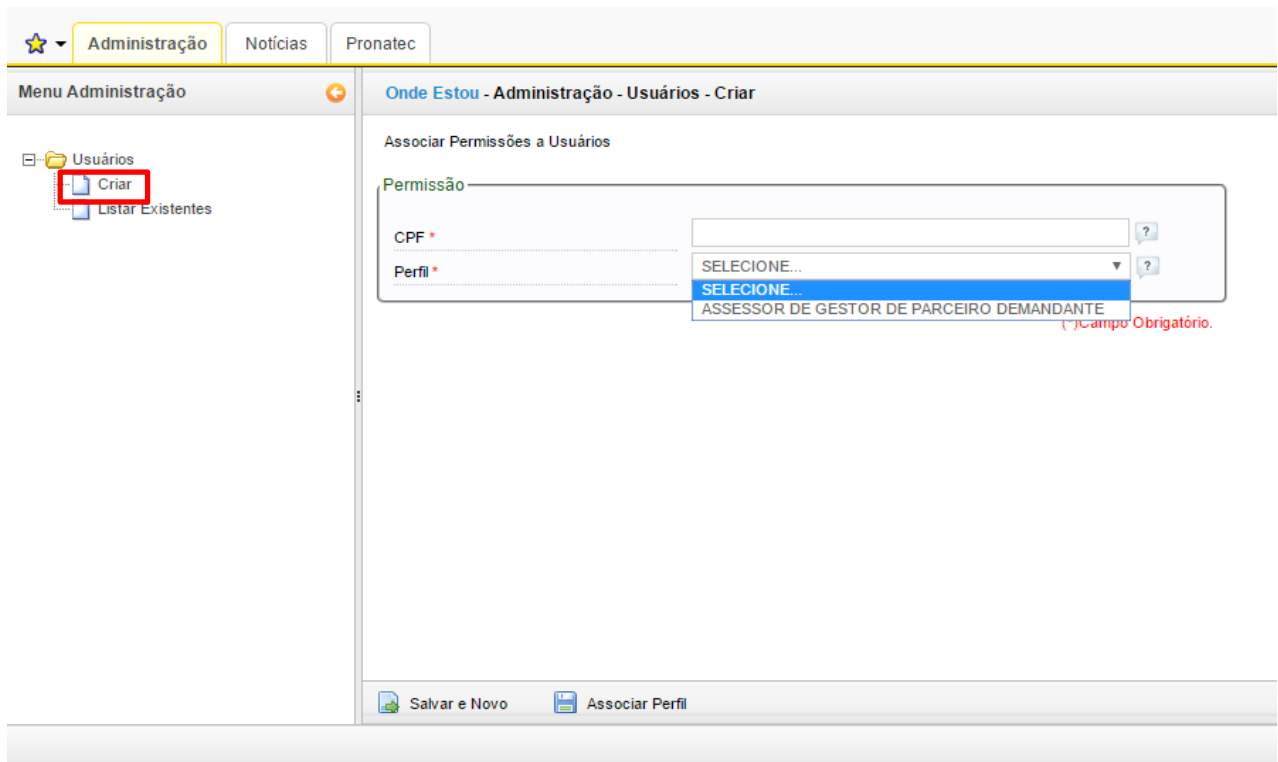 Administração Notícias Pronatec
Menu Administração
Onde Estou - Administração - Usuários - Criar
Usuários
Criar
Listar Existentes
Associar Permissões a Usuários
Permissão
CPF *
?
Perfil *
SELECIONE...
?
SELECIONE...
ASSESSOR DE GESTOR DE PARCEIRO DEMANDANTE
(*)Campo Obrigatório.
Salvar e Novo Associar Perfil